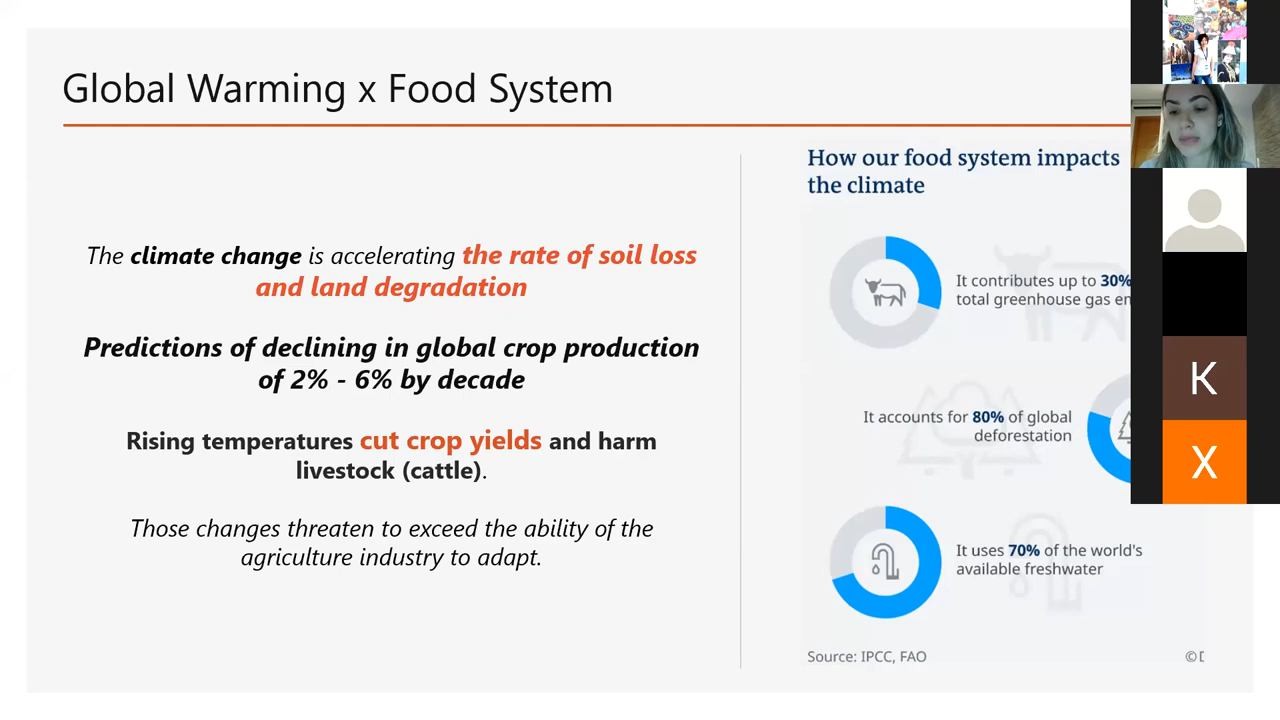 Global Warming x Food System
The climate change is accelerating the rate of soil loss
and land degradation
Predictions of declining in global crop production
of 2% - 6% by decade
Rising temperatures cut crop yields and harm
livestock (cattle).
Those changes threaten to exceed the ability of the
agriculture industry to adapt.
How our food system impacts
the climate
It contributes up to 30%
total greenhouse gas
It accounts for 80% of global
deforestation
It uses 70% of the world's
available freshwater
Source: IPCC, FAO
©
K
X